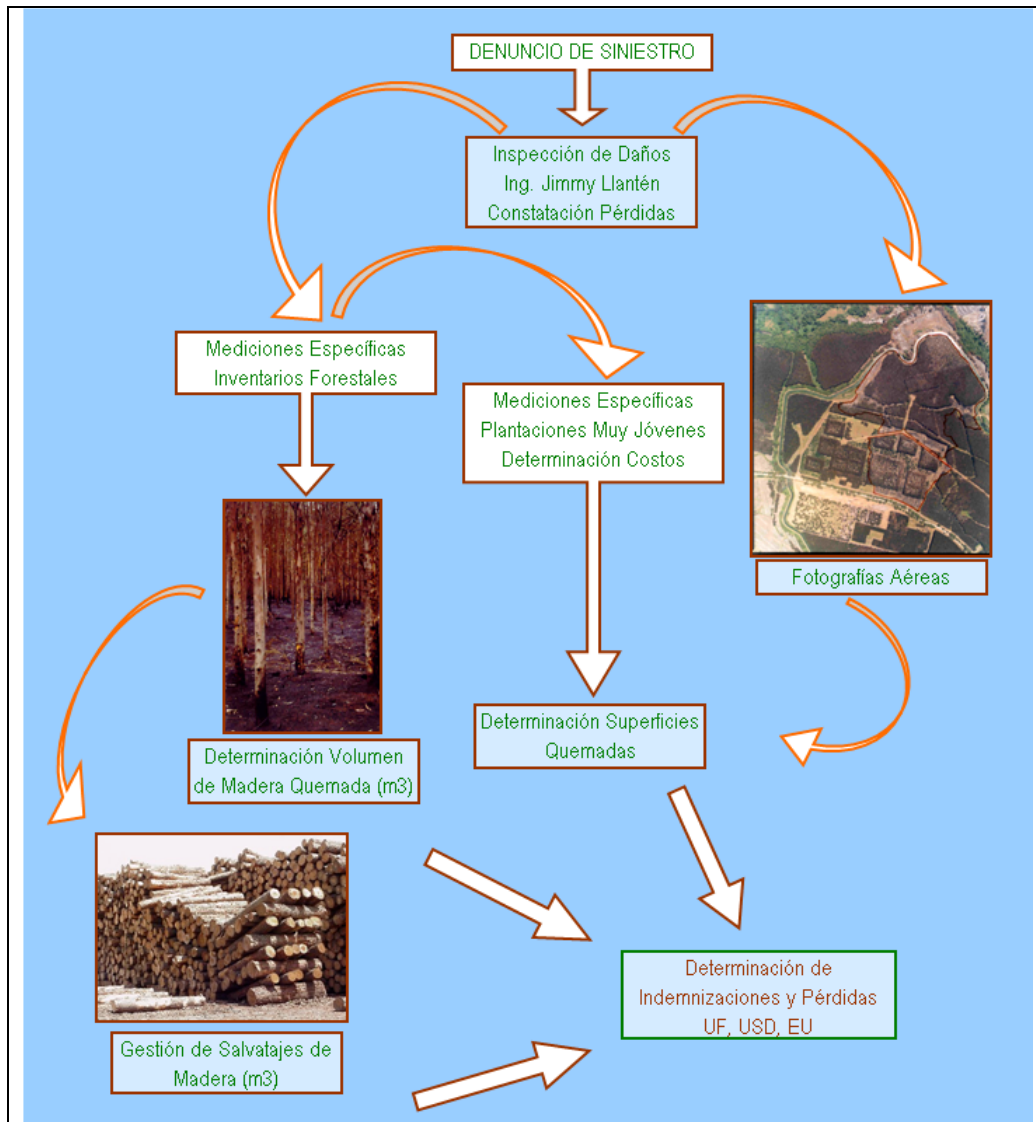 DENUNCIO DE SINIESTRO
Inspección de Daños
Ing. Jimmy Llantén
Constatación Pérdidas
Mediciones Específicas
Inventarios Forestales
Mediciones Específicas
Plantaciones Muy Jóvenes
Determinación Costos
Fotografías Aéreas
Determinación Superficies
Quemadas
Determinación Volumen
de Madera Quemada (m3)
Gestión de Salvatajes de
Madera (m3)
Determinación de
Indemnizaciones y Pérdidas
UF, USD, EU